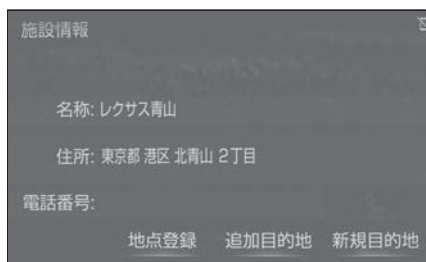 施設情報
名称: レクサス青山
住所: 東京都 港区 北青山 2丁目
電話番号:
地点登録 追加目的地 新規目的地